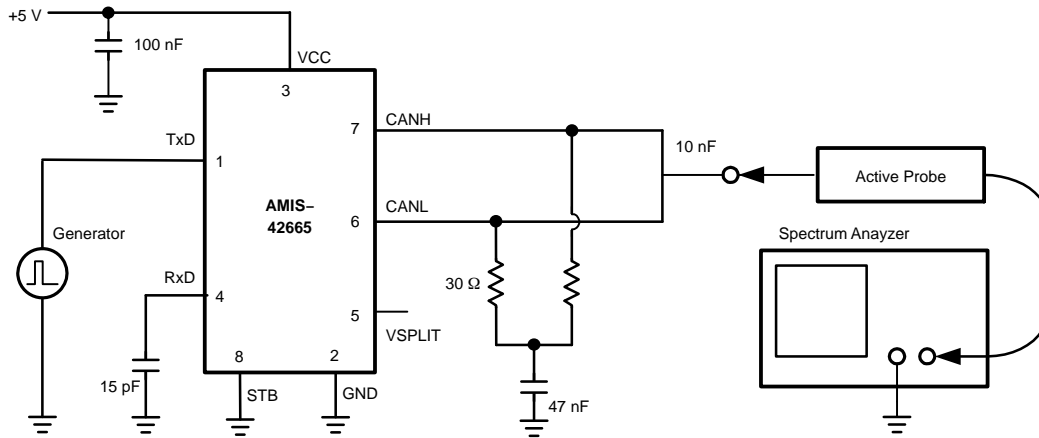 +5 V
100 nF
VCC
3
CANH
7
TxD
1
10 nF
Active Probe
AMIS–
42665
CANL
6
Generator
Spectrum Anayzer
RxD
4
30 Ω
5
VSPLIT
8
2
15 pF
STB
GND
47 nF